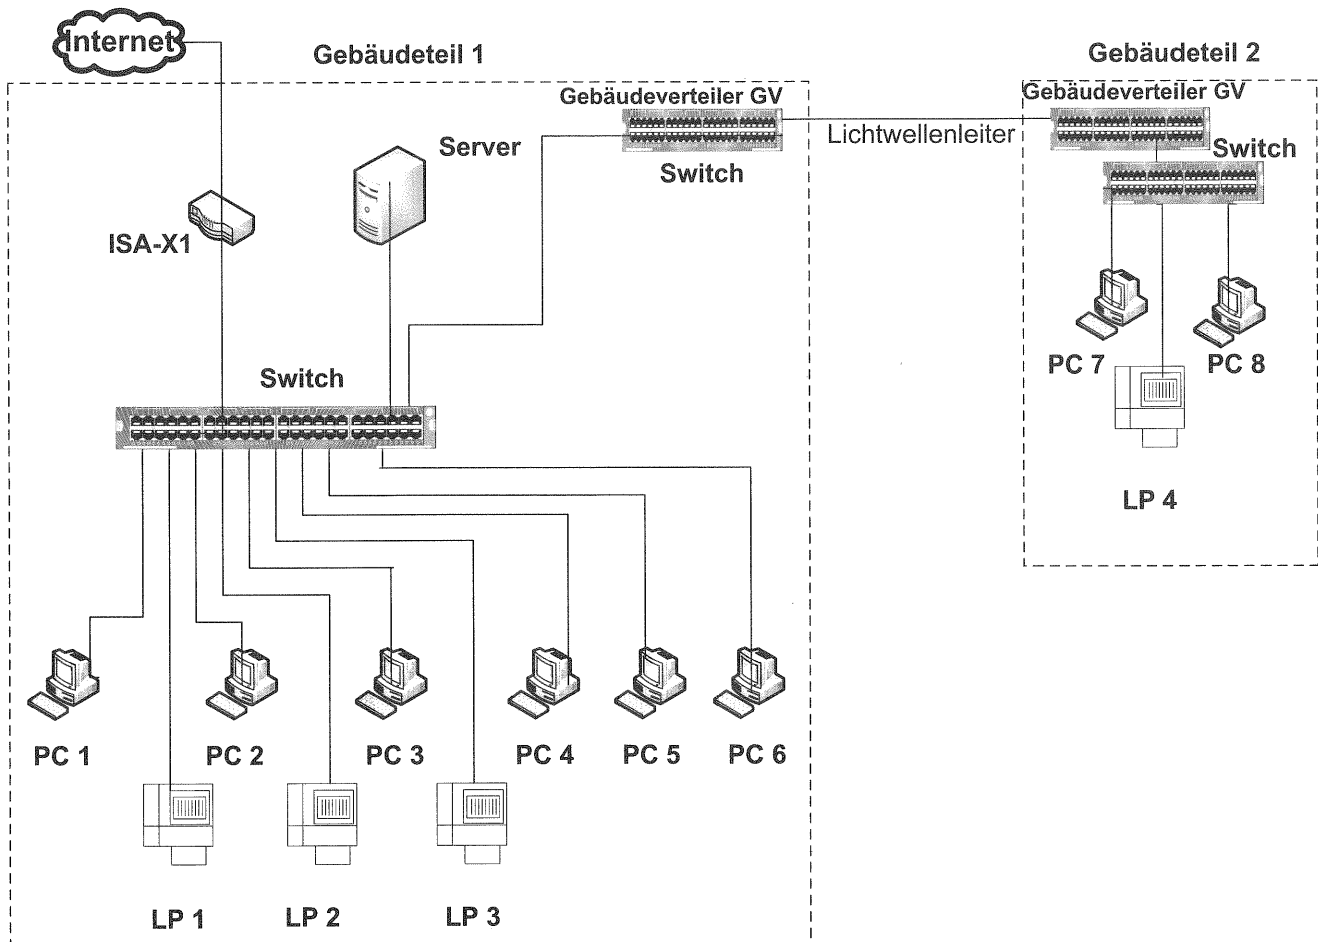 Internet
Gebäudeteil 1
Gebäudeteil 2
Gebäudeverteiler GV
Gebäudeverteiler GV
Lichtwellenleiter
Server
Switch
Switch
ISA-X1
PC 7
PC 8
Switch
LP 4
PC 1
PC 2
PC 3
PC 4
PC 5
PC 6
LP 1
LP 2
LP 3